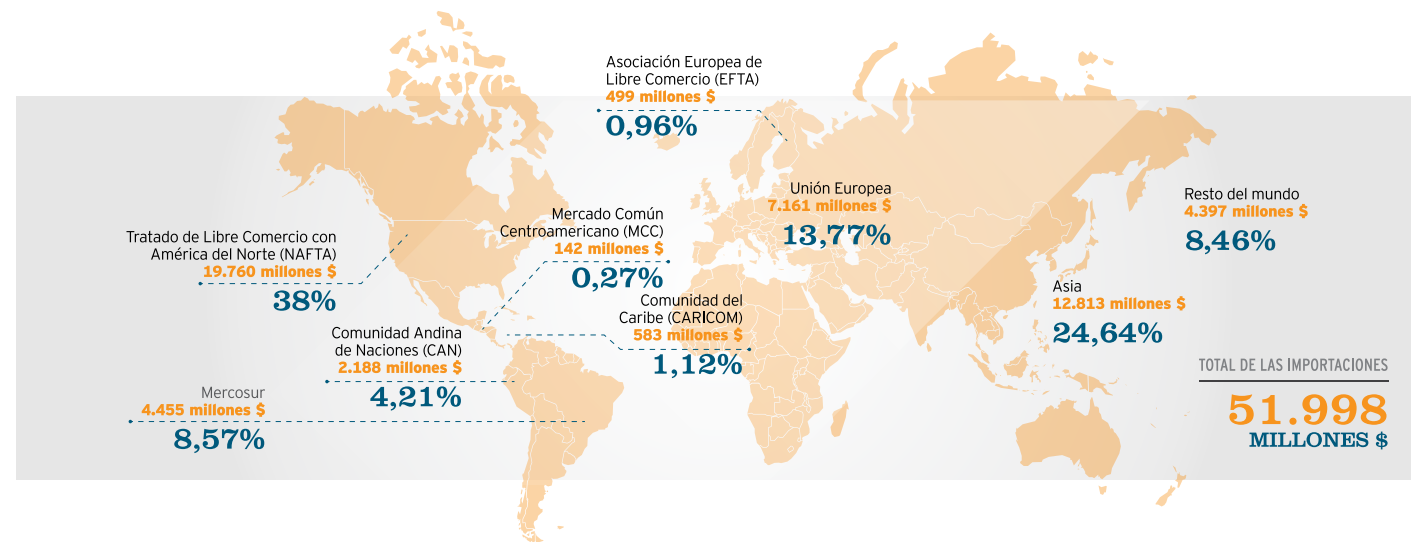 Asociación Europea de
Libre Comercio (EFTA)
499 millones $
0,96%
Unión Europea
7.161 millones $
13,77%
Resto del mundo
4.397 millones $
8,46%
Mercado Común
Centroamericano (MCC)
142 millones $
0,27%
Tratado de Libre Comercio con
América del Norte (NAFTA)
19.760 millones $
38%
Asia
12.813 millones $
24,64%
Comunidad del
Caribe (CARICOM)
583 millones $
1,12%
Comunidad Andina
de Naciones (CAN)
2.188 millones $
4,21%
Mercosur
4.455 millones $
8,57%
TOTAL DE LAS IMPORTACIONES
51.998
MILLONES $